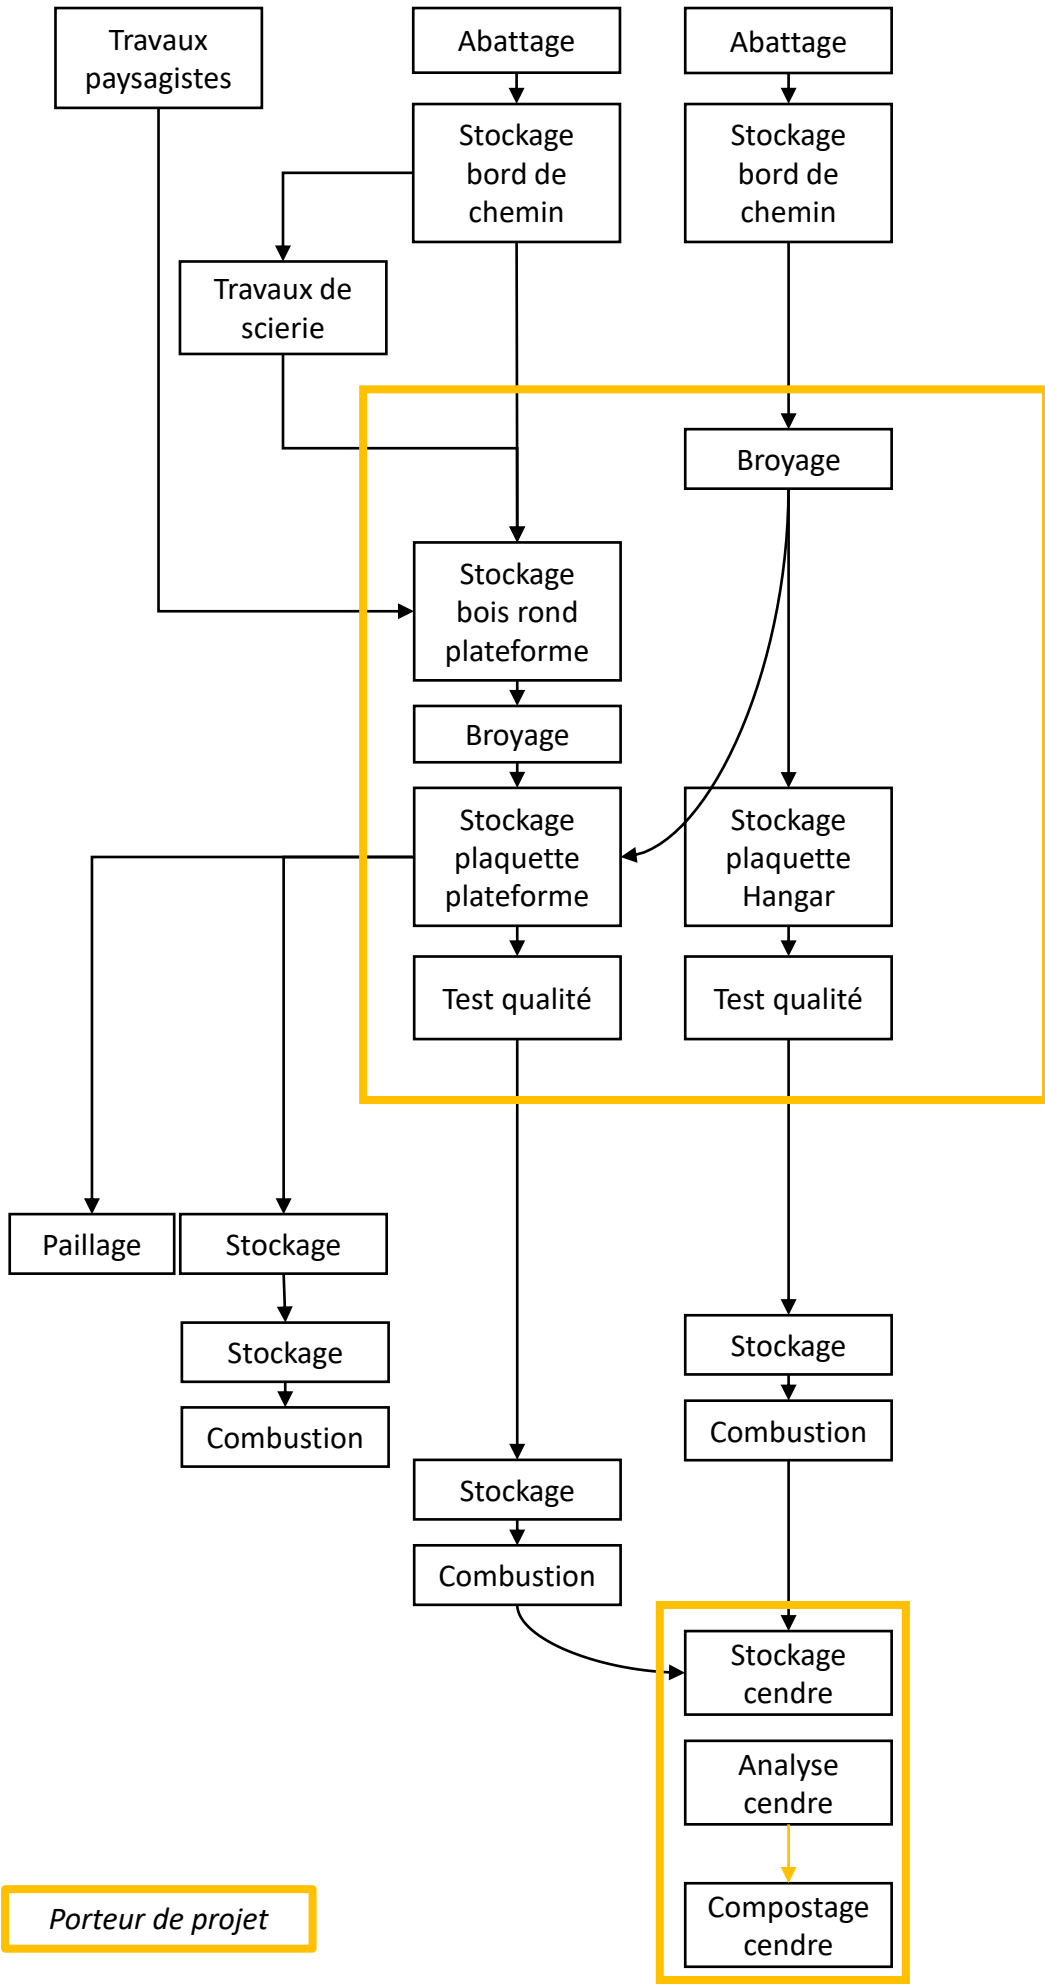 Travaux
paysagistes
Abattage
Abattage
Stockage
bord de
chemin
Stockage
bord de
chemin
Travaux de
scierie
Broyage
Stockage
bois rond
plateforme
Broyage
Stockage
plaquette
plateforme
Stockage
plaquette
Hangar
Test qualité
Test qualité
Paillage
Stockage
Stockage
Combustion
Stockage
Combustion
Stockage
Combustion
Stockage
cendre
Analyse
cendre
Compostage
cendre
Porteur de projet